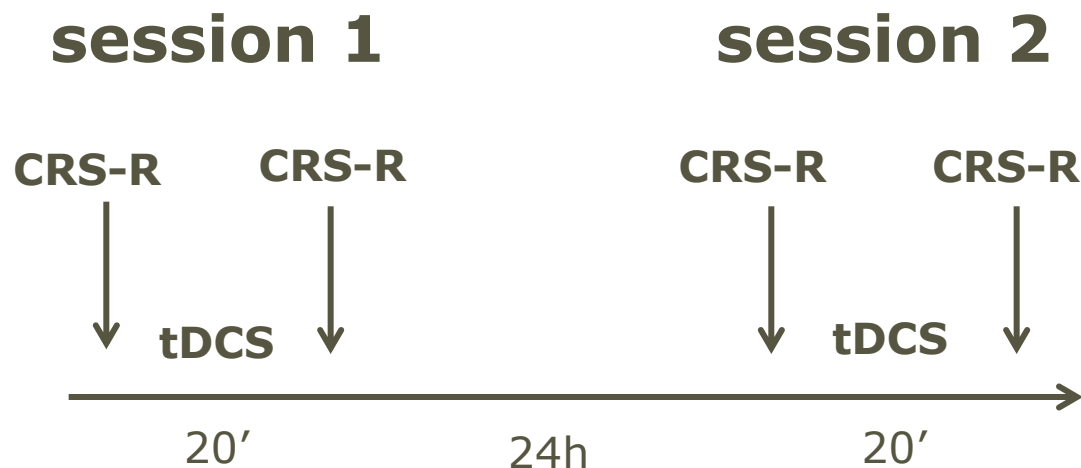 session 1 session 2
CRS-R CRS-R CRS-R CRS-R
tDCS tDCS
20′ 24h 20′